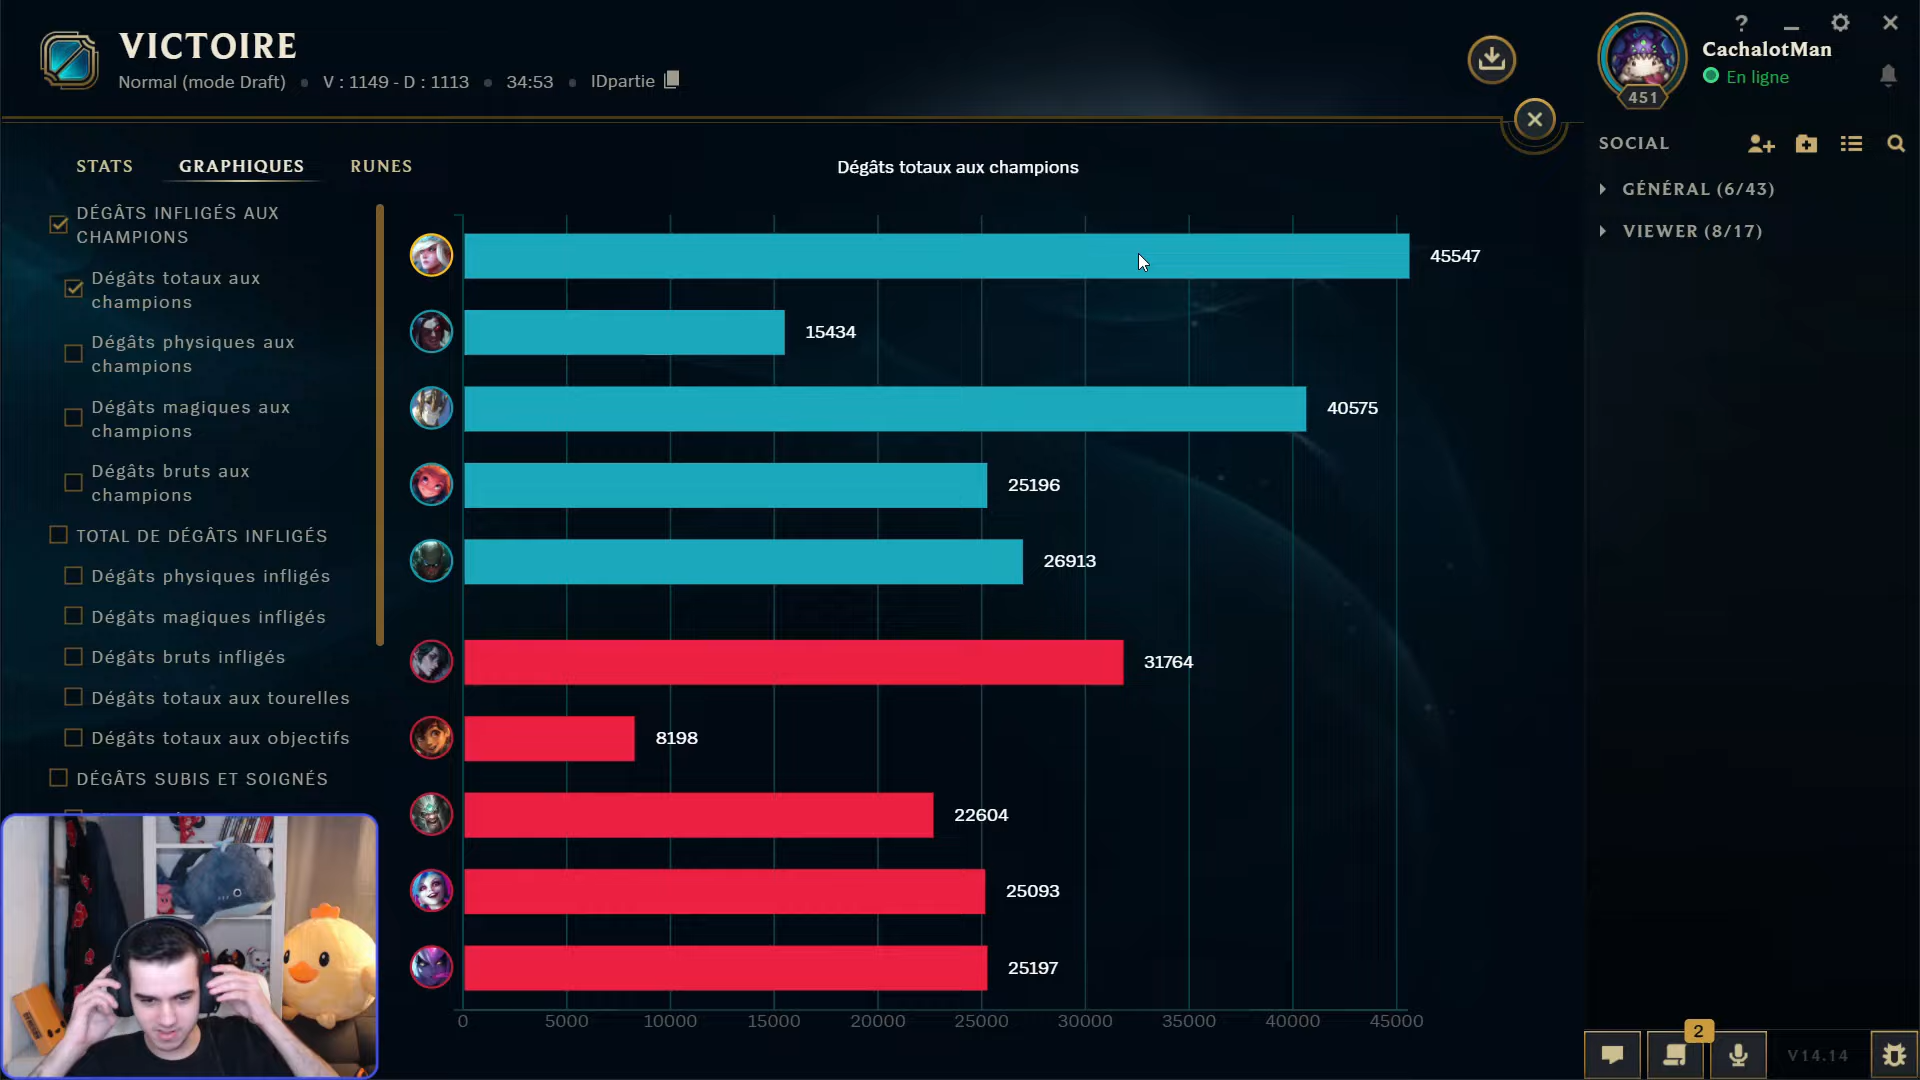 VICTOIRE
Normal (mode Draft) • V : 1149 - D : 1113 • 34:53 • IDpartie
CachalotMan
En ligne
451
SOCIAL
GÉNÉRAL (6/43)
VIEWER (8/17)
STATS GRAPHIQUES RUNES
Dégâts totaux aux champions
DÉGÂTS INFLIGÉS AUX
CHAMPIONS
Dégâts totaux aux
champions
Dégâts physiques aux
champions
Dégâts magiques aux
champions
Dégâts bruts aux
champions
TOTAL DE DÉGÂTS INFLIGÉS
Dégâts physiques infligés
Dégâts magiques infligés
Dégâts bruts infligés
Dégâts totaux aux tourelles
Dégâts totaux aux objectifs
DÉGÂTS SUBIS ET SOIGNÉS
45547
15434
40575
25196
26913
31764
8198
22604
25093
25197
0 5000 10000 15000 20000 25000 30000 35000 40000 45000
2
V14.14